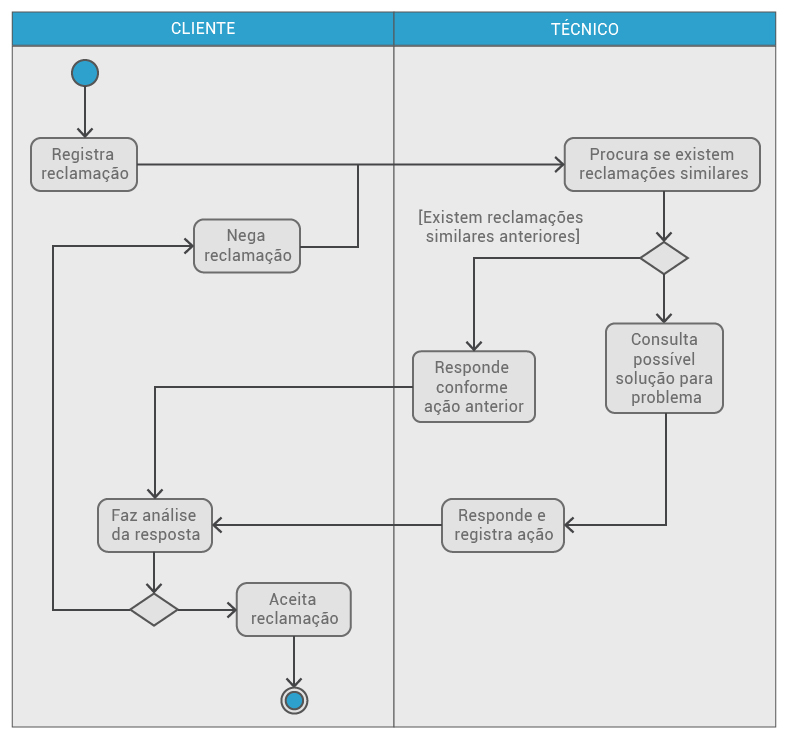 CLIENTE
TÉCNICO
Registra
reclamação
Procura se existem
reclamações similares
Nega
reclamação
[Existem reclamações
similares anteriores]
Consulta
possível
solução para
problema
Responde
conforme
ação anterior
Faz análise
da resposta
Responde e
registra ação
Aceita
reclamação